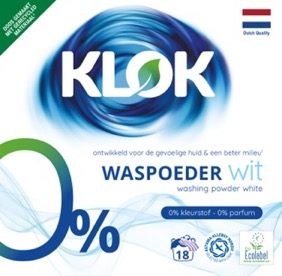 DOOS GEMAAKT
MET GERECYCLED
MATERIAAL
Dutch Quality
KLOK
ontwikkeld voor de gevoelige huid & een beter milieu
WASPOEDER wit
washing powder white
0%
0% kleurstof - 0% parfum
18
Ecolabel